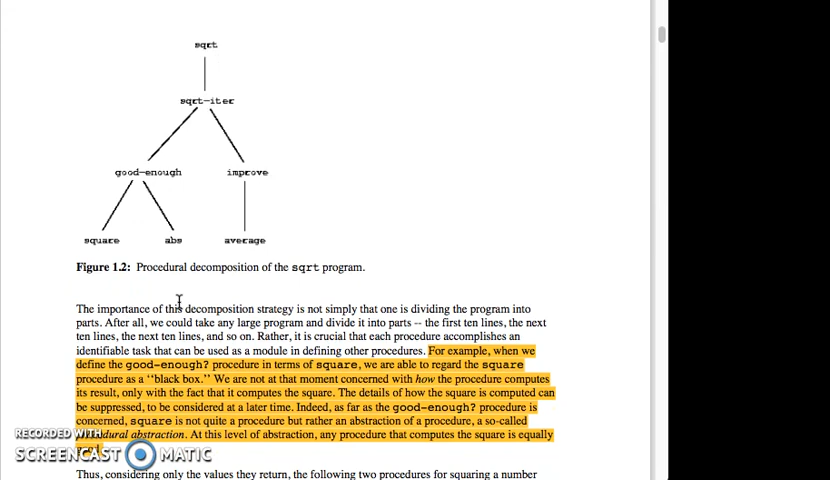 sqrt
sqrt-iter
good-enough improve
square abs average
Figure 1.2: Procedural decomposition of the sqrt program.
The importance of this decomposition strategy is not simply that one is dividing the program into
parts. After all, we could take any large program and divide it into parts -- the first ten lines, the next
ten lines, the next ten lines, and so on. Rather, it is crucial that each procedure accomplishes an
identifiable task that can be used as a module in defining other procedures. For example, when we
define the good-enough? procedure in terms of square, we are able to regard the square
procedure as a ``black box.'' We are not at that moment concerned with how the procedure computes
its result, only with the fact that it computes the square. The details of how the square is computed can
be suppressed, to be considered at a later time. Indeed, as far as the good-enough? procedure is
concerned, square is not quite a procedure but rather an abstraction of a procedure, a so-called
abstraction. At this level of abstraction, any procedure that computes the square is equally
RECORDED WITH
SCREENCAST MATIC
Thus, considering only the values they return, the following two procedures for squaring a number